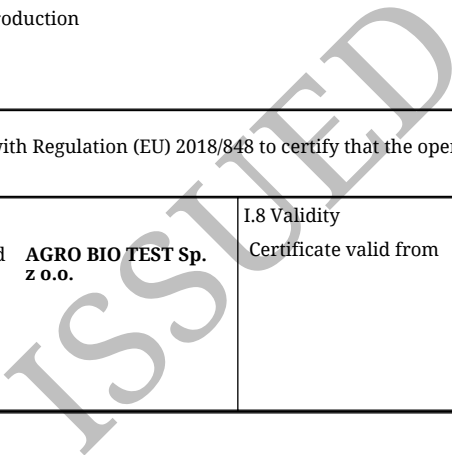 roduction
with Regulation (EU) 2018/848 to certify that the oper
I.8 Validity
AGRO BIO TEST Sp.
z o.o.
Certificate valid from
ISSUED